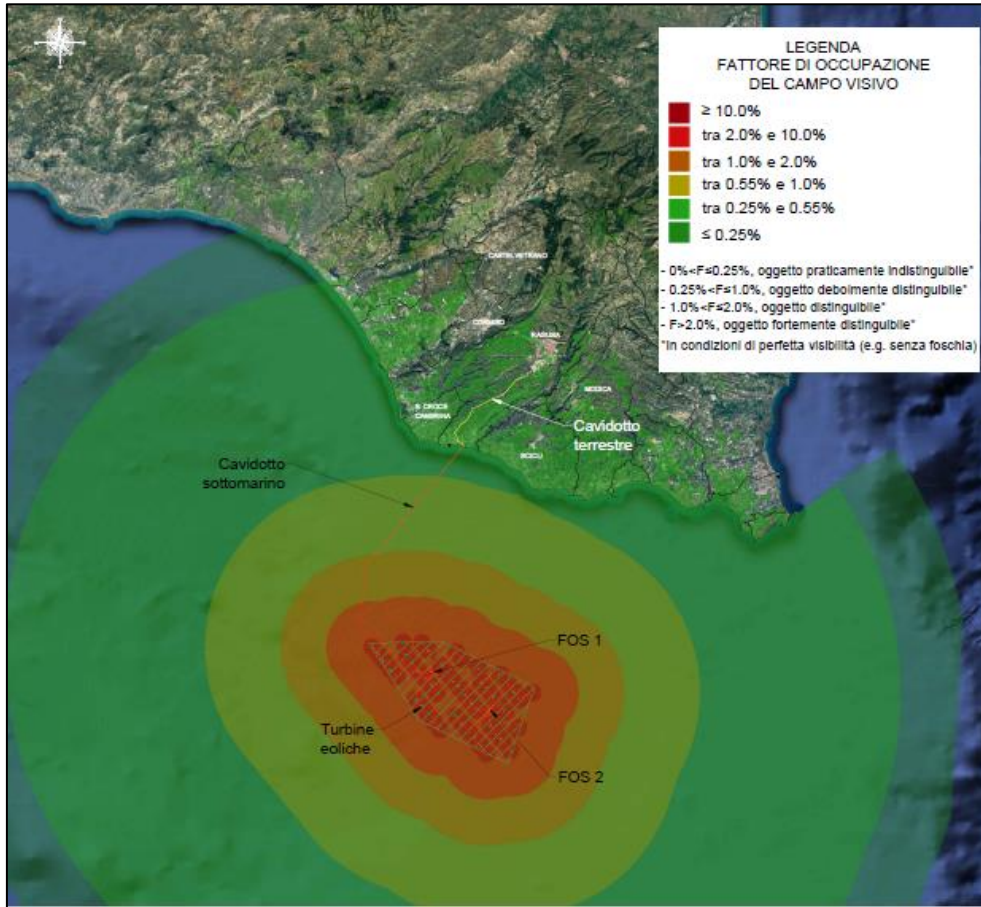 LEGENDA
FATTORE DI OCCUPAZIONE
DEL CAMPO VISIVO
≥ 10.0%
tra 2.0% e 10.0%
tra 1.0% e 2.0%
tra 0.55% e 1.0%
tra 0.25% e 0.55%
≤ 0.25%
- 0%<F≤0.25%, oggetto praticamente indistinguibile*
- 0.25%<F≤1.0%, oggetto debolmente distinguibile*
- 1.0%<F≤2.0%, oggetto distinguibile*
- F>2.0%, oggetto fortemente distinguibile*
*In condizioni di perfetta visibilità (e.g. senza foschia)
RAGUSA
MODICA
S. CROCE
CAMERINA
Cavidotto
terrestre
SCICLI
Cavidotto
sottomarino
FOS 1
Turbine
eoliche
FOS 2